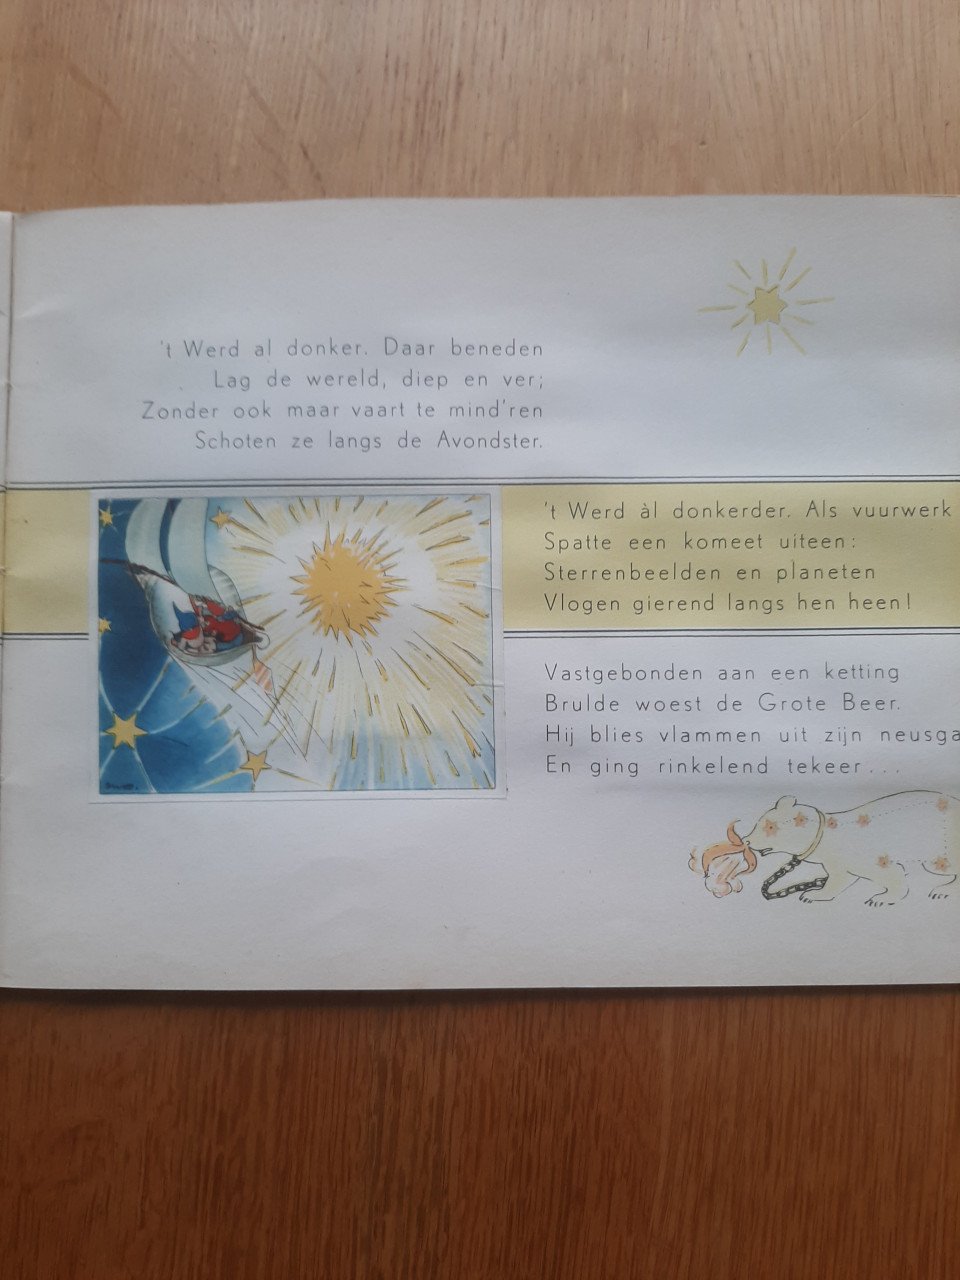 't Werd al donker. Daar beneden
Lag de wereld, diep en ver;
Zonder ook maar vaart te mind'ren
Schoten ze langs de Avondster.
't Werd àl donkerder. Als vuurwerk
Spatte een komeet uiteen:
Sterrenbeelden en planeten
Vlogen gierend langs hen heen!
Vastgebonden aan een ketting
Brulde woest de Grote Beer.
Hij blies vlammen uit zijn neusga
En ging rinkelend tekeer...